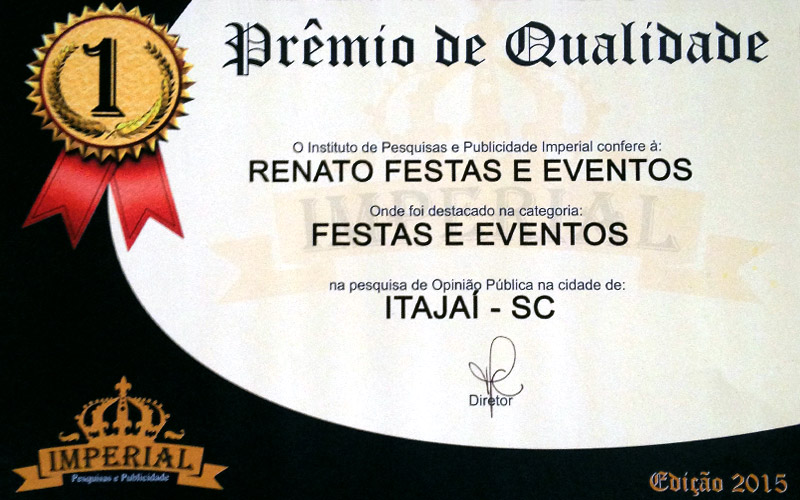 1
Prêmio de Qualidade
O Instituto de Pesquisas e Publicidade Imperial confere à:
RENATO FESTAS E EVENTOS
Onde foi destacado na categoria:
FESTAS E EVENTOS
na pesquisa de Opinião Pública na cidade de:
ITAJAÍ - SC
Diretor
IMPERIAL
IMPERIAL
Pesquisas e Publicidade
Edição 2015